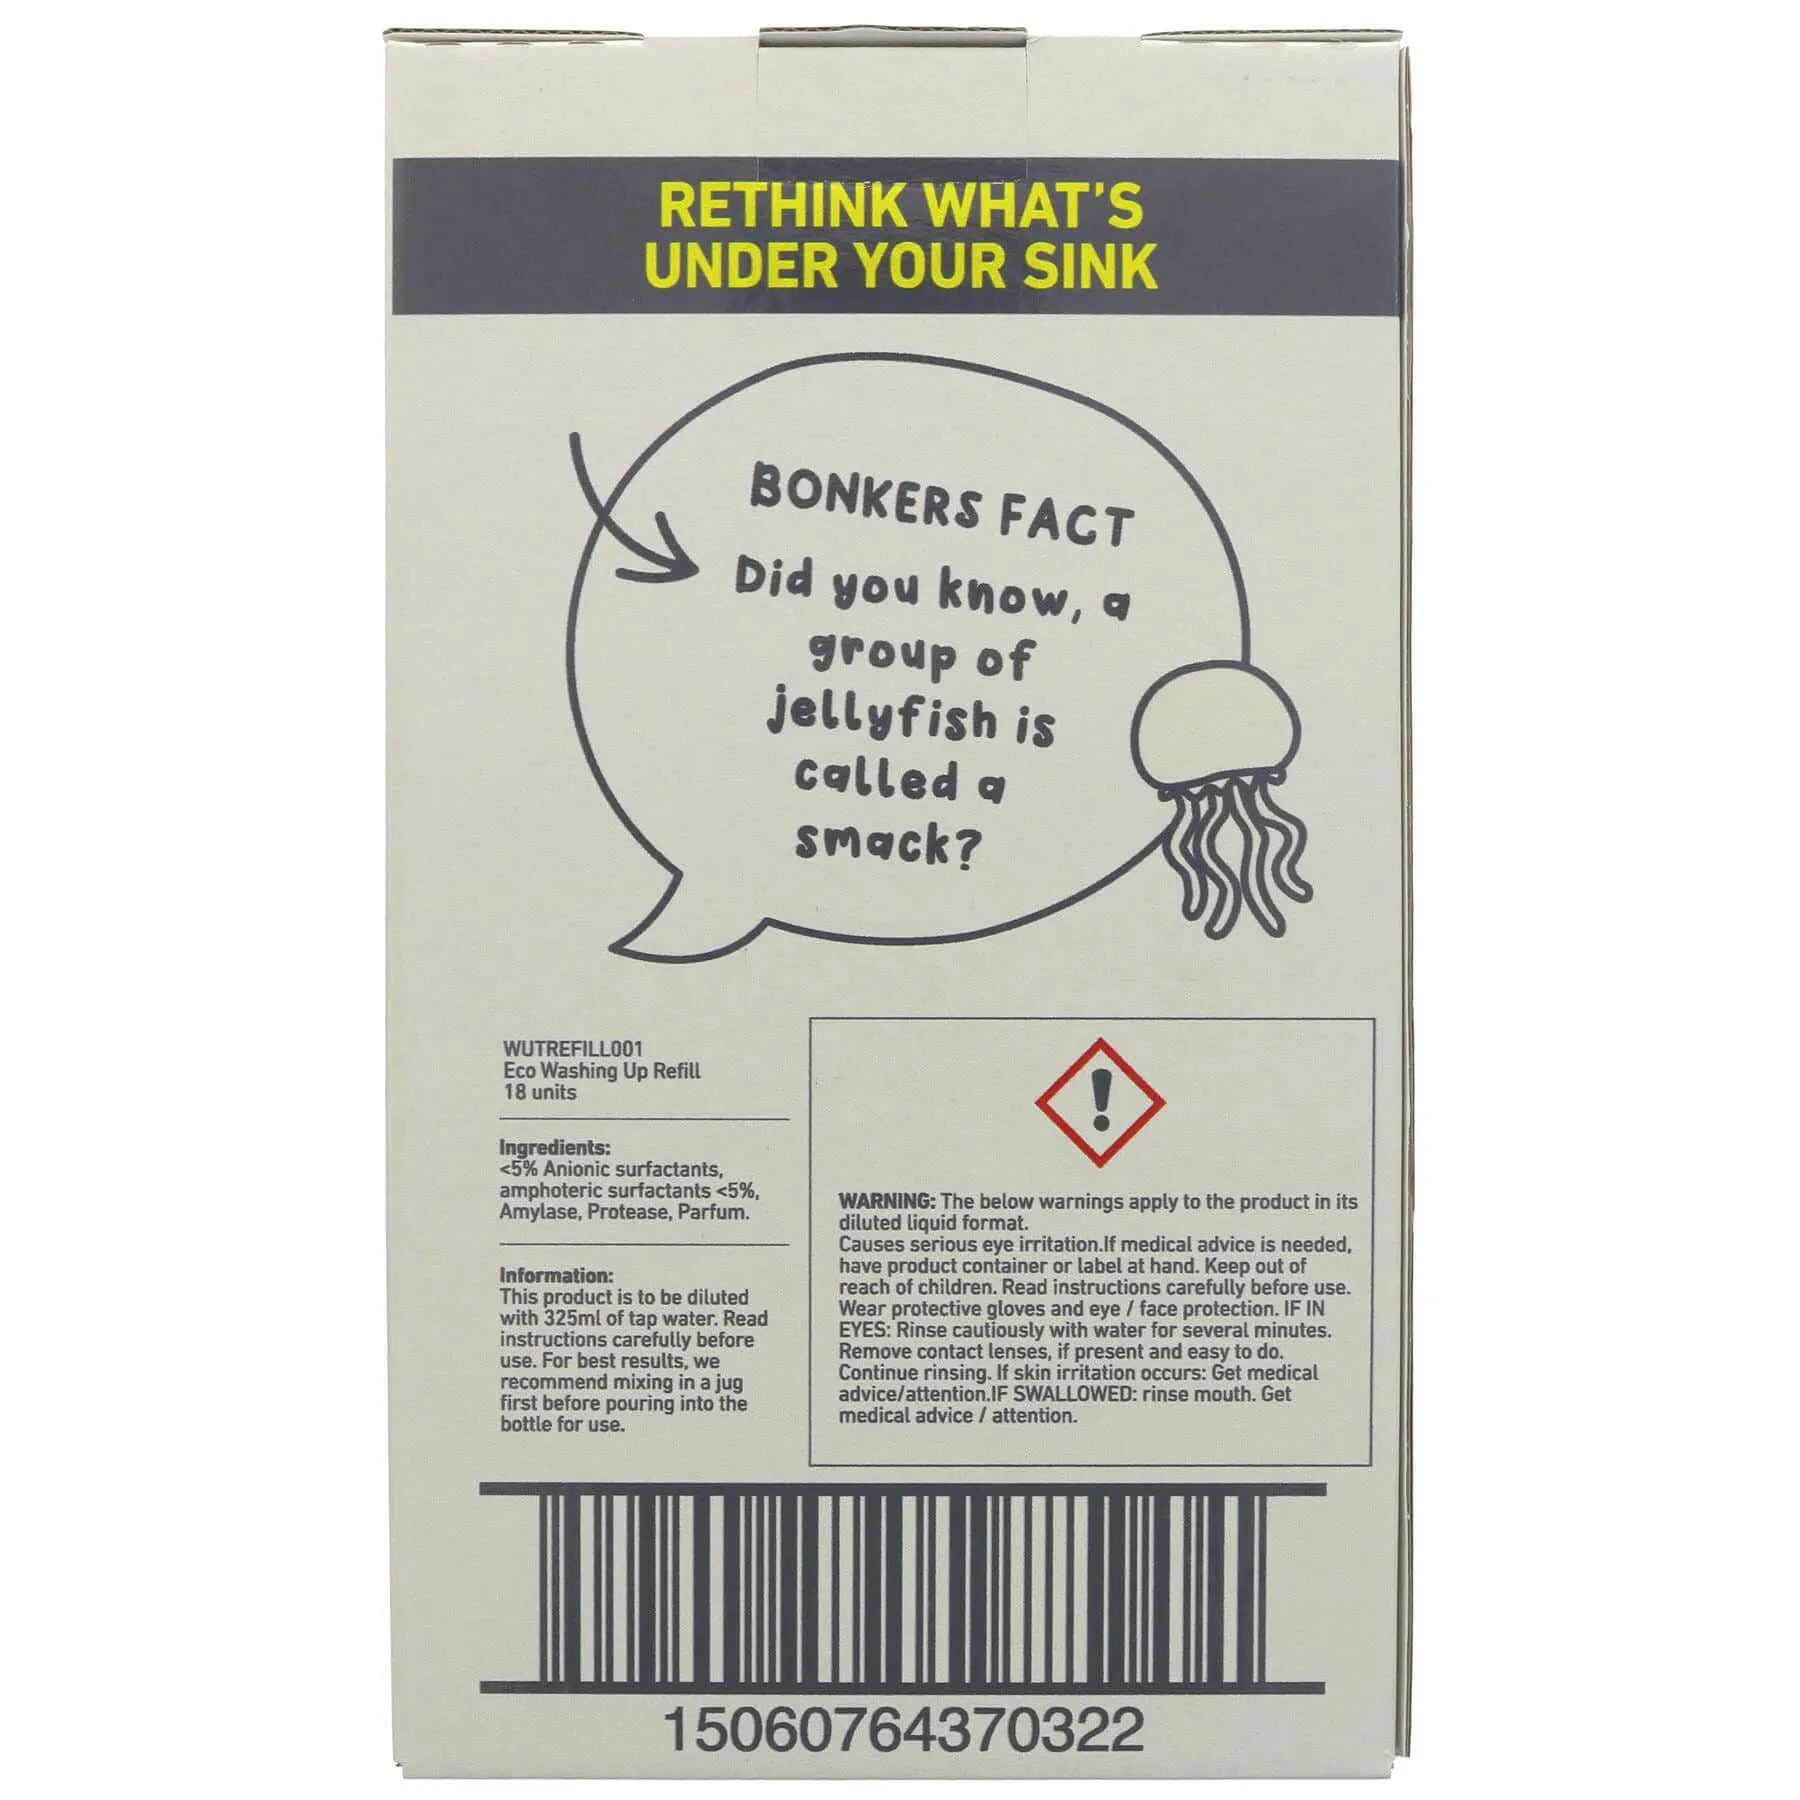 RETHINK WHAT'S
UNDER YOUR SINK
BONKERS FACT
Did you know, a
group of
jellyfish is
called a
smack?
WUTREFILL001
Eco Washing Up Refill
18 units
Ingredients:
<5% Anionic surfactants,
amphoteric surfactants <5%,
Amylase, Protease, Parfum.
Information:
This product is to be diluted
with 325ml of tap water. Read
instructions carefully before
use. For best results, we
recommend mixing in a jug
first before pouring into the
bottle for use.
WARNING: The below warnings apply to the product in its
diluted liquid format.
Causes serious eye irritation.If medical advice is needed,
have product container or label at hand. Keep out of
reach of children. Read instructions carefully before use.
Wear protective gloves and eye / face protection. IF IN
EYES: Rinse cautiously with water for several minutes.
Remove contact lenses, if present and easy to do.
Continue rinsing. If skin irritation occurs: Get medical
advice/attention.IF SWALLOWED: rinse mouth. Get
medical advice / attention.
15060764370322